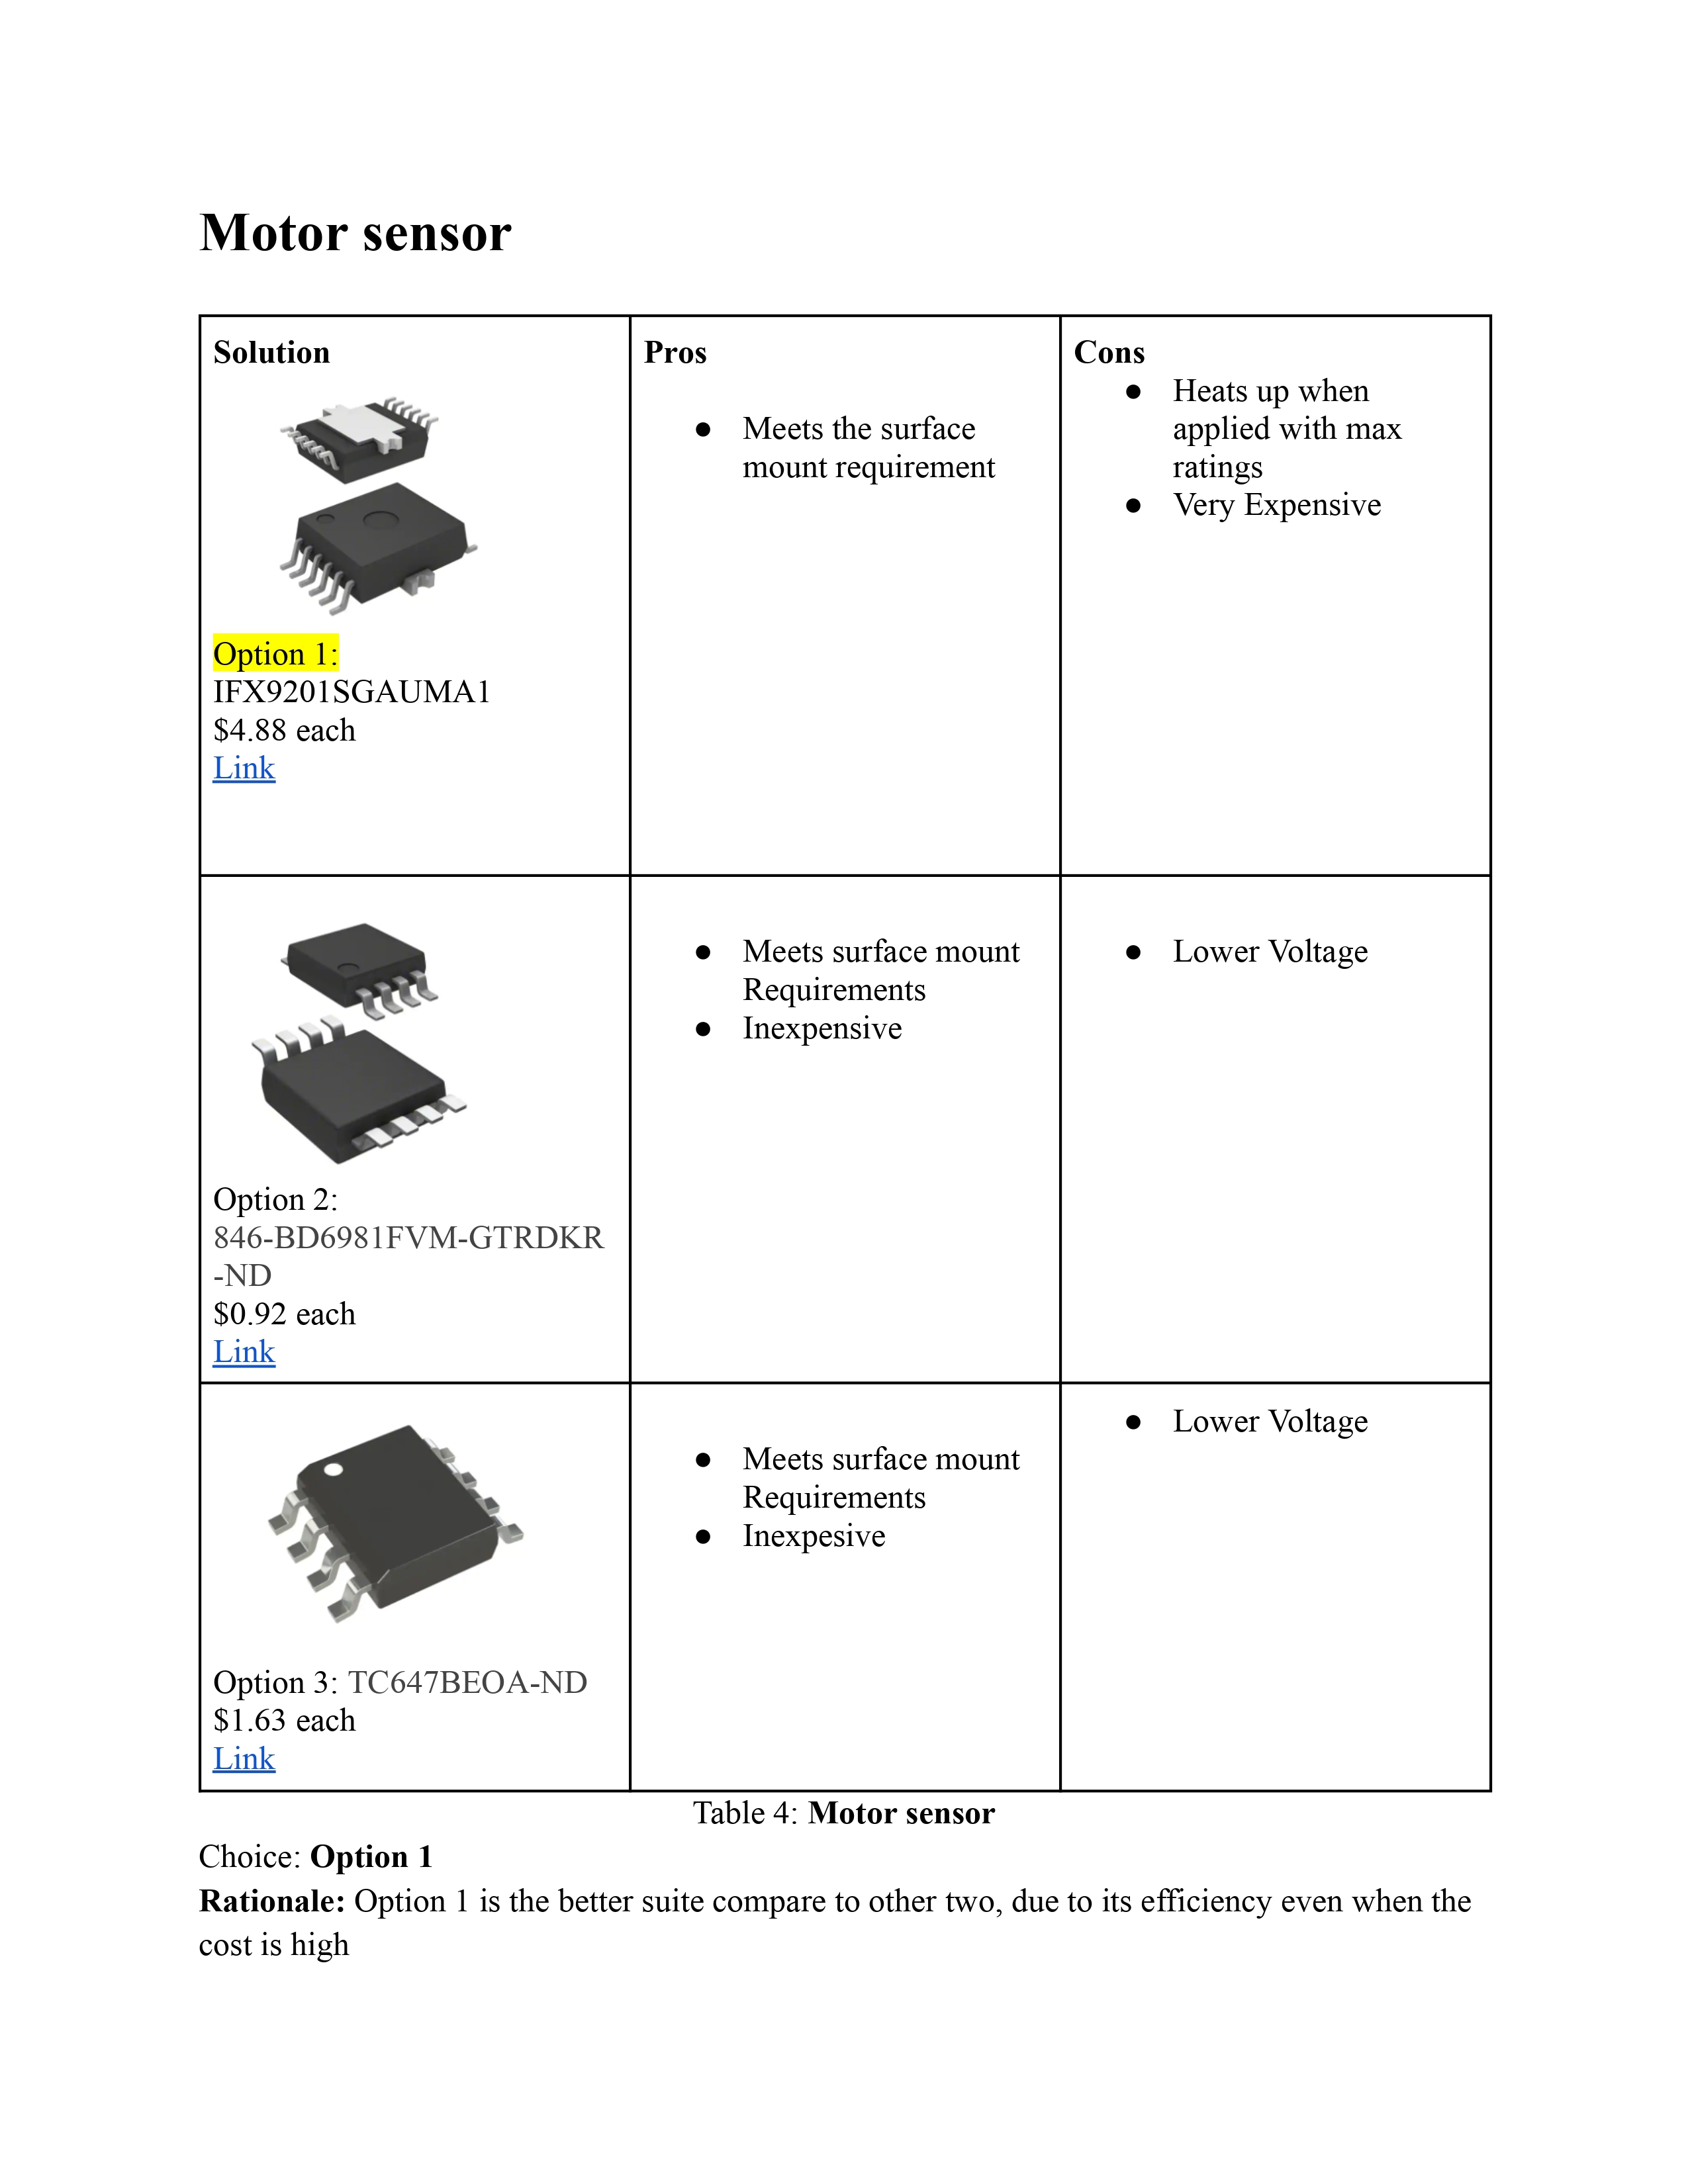 Motor sensor
Solution
Option 1:
IFX9201SGAUMA1
$4.88 each
Link
Pros
● Meets the surface
mount requirement
Cons
● Heats up when
applied with max
ratings
● Very Expensive
Option 2:
846-BD6981FVM-GTRDKR
-ND
$0.92 each
Link
● Meets surface mount
Requirements
● Inexpensive
● Lower Voltage
Option 3: TC647BEOA-ND
$1.63 each
Link
● Meets surface mount
Requirements
● Inexpesive
● Lower Voltage
Table 4: Motor sensor
Choice: Option 1
Rationale: Option 1 is the better suite compare to other two, due to its efficiency even when the
cost is high